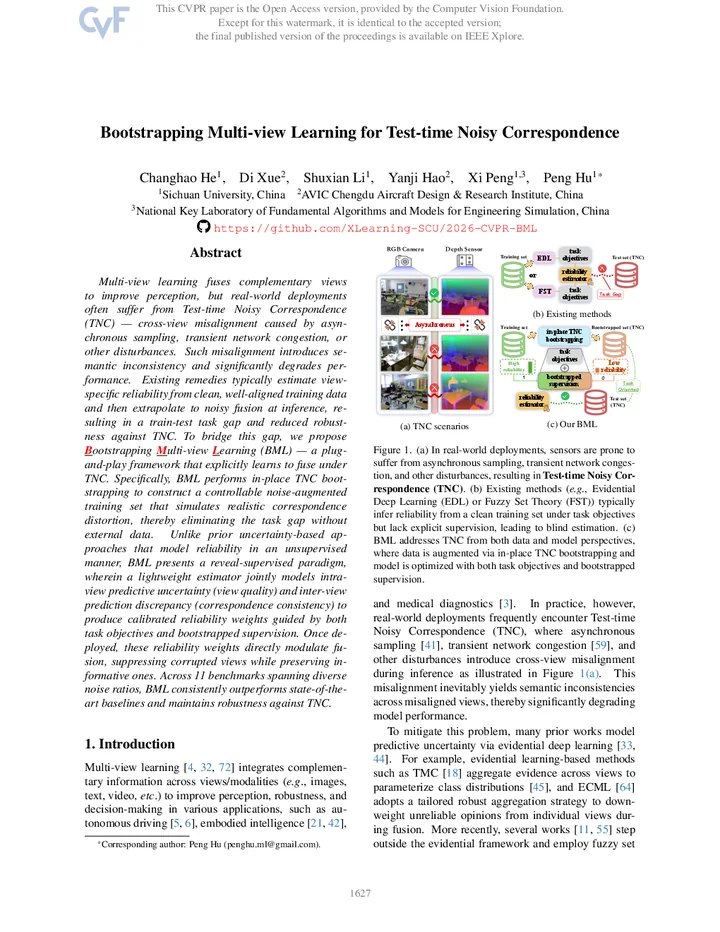 This CVPR paper is the Open Access version, provided by the Computer Vision Foundation.
Except for this watermark, it is identical to the accepted version;
the final published version of the proceedings is available on IEEE Xplore.
CVF
Bootstrapping Multi-view Learning for Test-time Noisy Correspondence
Changhao He1, Di Xue2, Shuxian Li1, Yanji Hao2, Xi Peng1,3, Peng Hu1*
1Sichuan University, China 2AVIC Chengdu Aircraft Design & Research Institute, China
3National Key Laboratory of Fundamental Algorithms and Models for Engineering Simulation, China
https://github.com/XLearning-SCU/2026-CVPR-BML
Abstract
Multi-view learning fuses complementary views
to improve perception, but real-world deployments
often suffer from Test-time Noisy Correspondence
(TNC) — cross-view misalignment caused by asyn-
chronous sampling, transient network congestion, or
other disturbances. Such misalignment introduces se-
mantic inconsistency and significantly degrades per-
formance. Existing remedies typically estimate view-
specific reliability from clean, well-aligned training data
and then extrapolate to noisy fusion at inference, re-
sulting in a train-test task gap and reduced robust-
ness against TNC. To bridge this gap, we propose
Bootstrapping Multi-view Learning (BML) — a plug-
and-play framework that explicitly learns to fuse under
TNC. Specifically, BML performs in-place TNC boot-
strapping to construct a controllable noise-augmented
training set that simulates realistic correspondence
distortion, thereby eliminating the task gap without
external data. Unlike prior uncertainty-based ap-
proaches that model reliability in an unsupervised
manner, BML presents a reveal-supervised paradigm,
wherein a lightweight estimator jointly models intra-
view predictive uncertainty (view quality) and inter-view
prediction discrepancy (correspondence consistency) to
produce calibrated reliability weights guided by both
task objectives and bootstrapped supervision. Once de-
ployed, these reliability weights directly modulate fu-
sion, suppressing corrupted views while preserving in-
formative ones. Across 11 benchmarks spanning diverse
noise ratios, BML consistently outperforms state-of-the-
art baselines and maintains robustness against TNC.
1. Introduction
Multi-view learning [4, 32, 72] integrates complemen-
tary information across views/modalities (e.g., images,
text, video, etc.) to improve perception, robustness, and
decision-making in various applications, such as au-
tonomous driving [5, 6], embodied intelligence [21, 42],
*Corresponding author: Peng Hu (penghu.ml@gmail.com).
RGB Camera Depth Sensor
Asynchronous
(a) TNC scenarios
Training set
EDL
or
FST
task
objectives
reliability
estimator
task
objectives
Test set (TNC)
Task Gap
(b) Existing methods
Training set
in-place TNC
bootstrapping
Bootstrapped set (TNC)
task
objectives
High
reliability
1
bootstrapped
supervision
Low
reliability
0
Task
Oriented
reliability
estimator
Test set
(TNC)
(c) Our BML
Figure 1. (a) In real-world deployments, sensors are prone to
suffer from asynchronous sampling, transient network conges-
tion, and other disturbances, resulting in Test-time Noisy Cor-
respondence (TNC). (b) Existing methods (e.g., Evidential
Deep Learning (EDL) or Fuzzy Set Theory (FST)) typically
infer reliability from a clean training set under task objectives
but lack explicit supervision, leading to blind estimation. (c)
BML addresses TNC from both data and model perspectives,
where data is augmented via in-place TNC bootstrapping and
model is optimized with both task objectives and bootstrapped
supervision.
and medical diagnostics [3]. In practice, however,
real-world deployments frequently encounter Test-time
Noisy Correspondence (TNC), where asynchronous
sampling [41], transient network congestion [59], and
other disturbances introduce cross-view misalignment
during inference as illustrated in Figure 1(a). This
misalignment inevitably yields semantic inconsistencies
across misaligned views, thereby significantly degrading
model performance.
To mitigate this problem, many prior works model
predictive uncertainty via evidential deep learning [33,
44]. For example, evidential learning-based methods
such as TMC [18] aggregate evidence across views to
parameterize class distributions [45], and ECML [64]
adopts a tailored robust aggregation strategy to down-
weight unreliable opinions from individual views dur-
ing fusion. More recently, several works [11, 55] step
outside the evidential framework and employ fuzzy set
1627